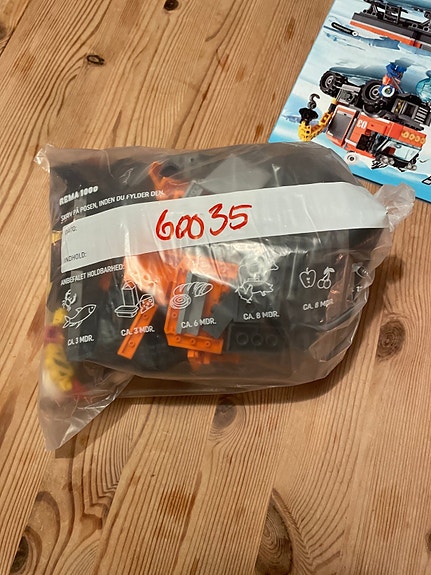 REMA 1000
SKRIV PÅ POSEN, INDEN DU FYLDER DEN.
DATO:
60035
INDHOLD:
ANBEFALET HOLDBARHED:
CA. 3 MDR.
CA. 3 MDR.
CA. 6 MDR.
CA. 8 MDR.
CA. 8 MDR.